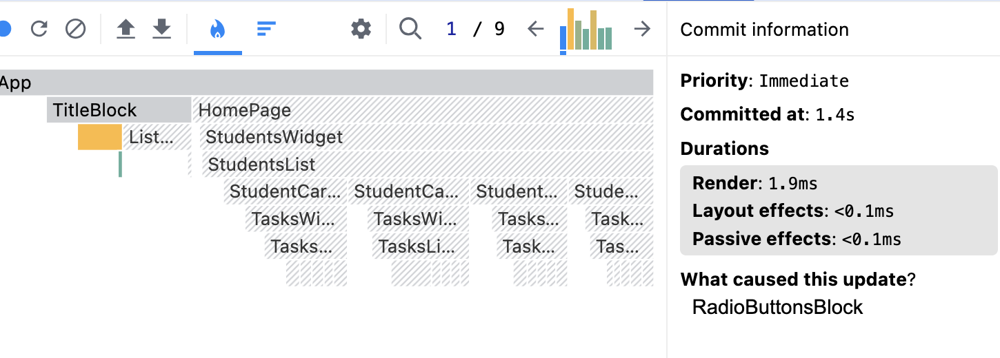 1 / 9
Commit information
App
TitleBlock
HomePage
List...
StudentsWidget
StudentsList
StudentCar...
StudentCa...
Student...
Stude...
TasksWi...
TasksWi...
Tasks...
Task...
Tasks...
TasksLi...
Task...
Tas...
Priority: Immediate
Committed at: 1.4s
Durations
Render: 1.9ms
Layout effects: <0.1ms
Passive effects: <0.1ms
What caused this update?
RadioButtonsBlock